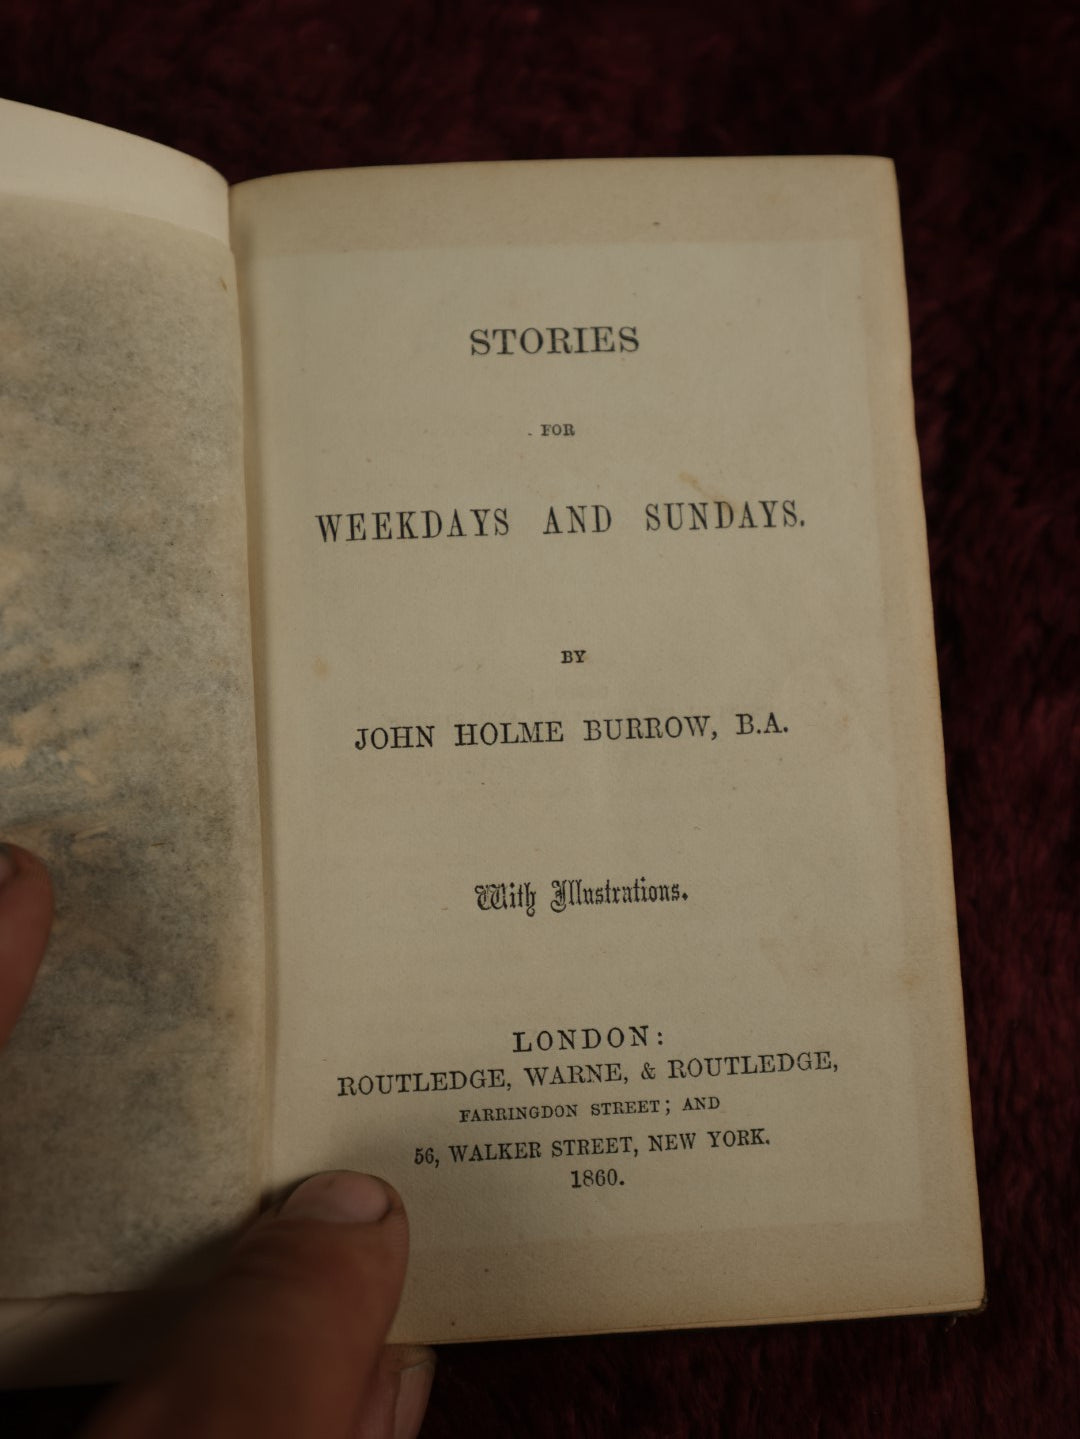 STORIES
FOR
WEEKDAYS AND SUNDAYS.
BY
JOHN HOLME BURROW, B.A.
With Illustrations.
LONDON:
ROUTLEDGE, WARNE, & ROUTLEDGE,
FARRINGDON STREET; AND
56, WALKER STREET, NEW YORK.
1860.